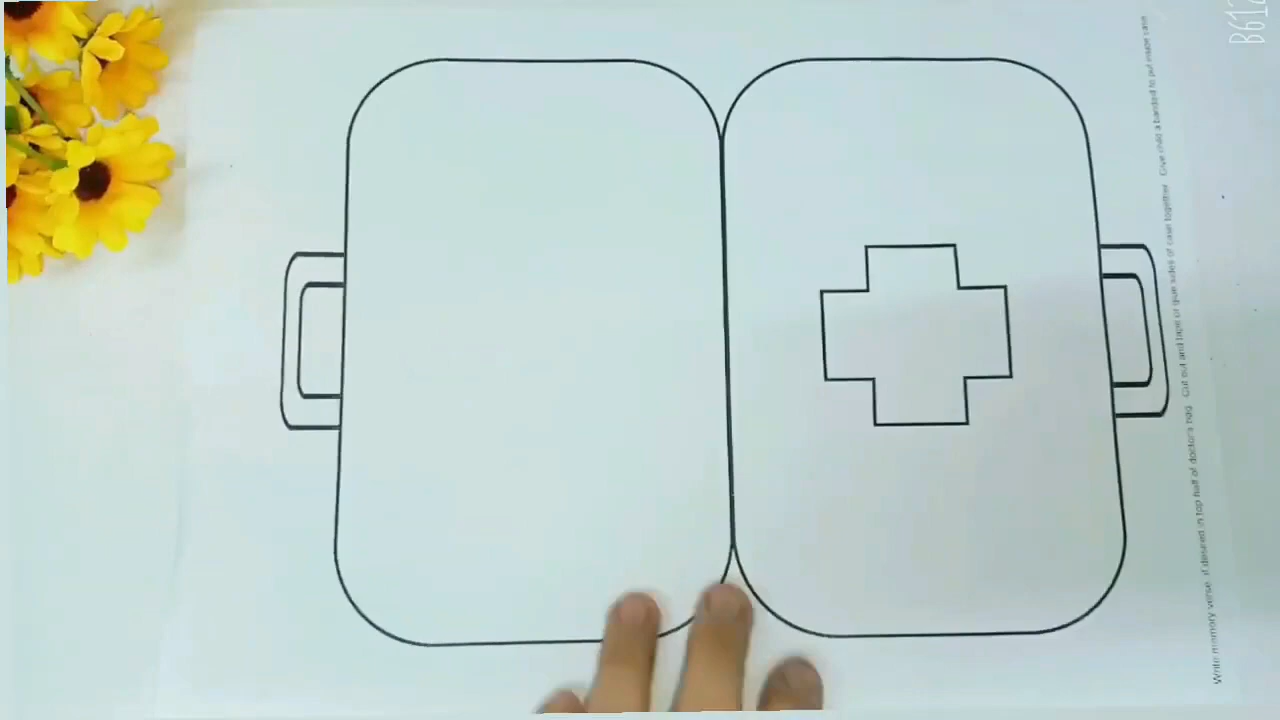 Write memory verse, if desired in top half of doctor's bag. Cut out and tape or glue sides of case together. Give child a bandaid to put inside case
B612